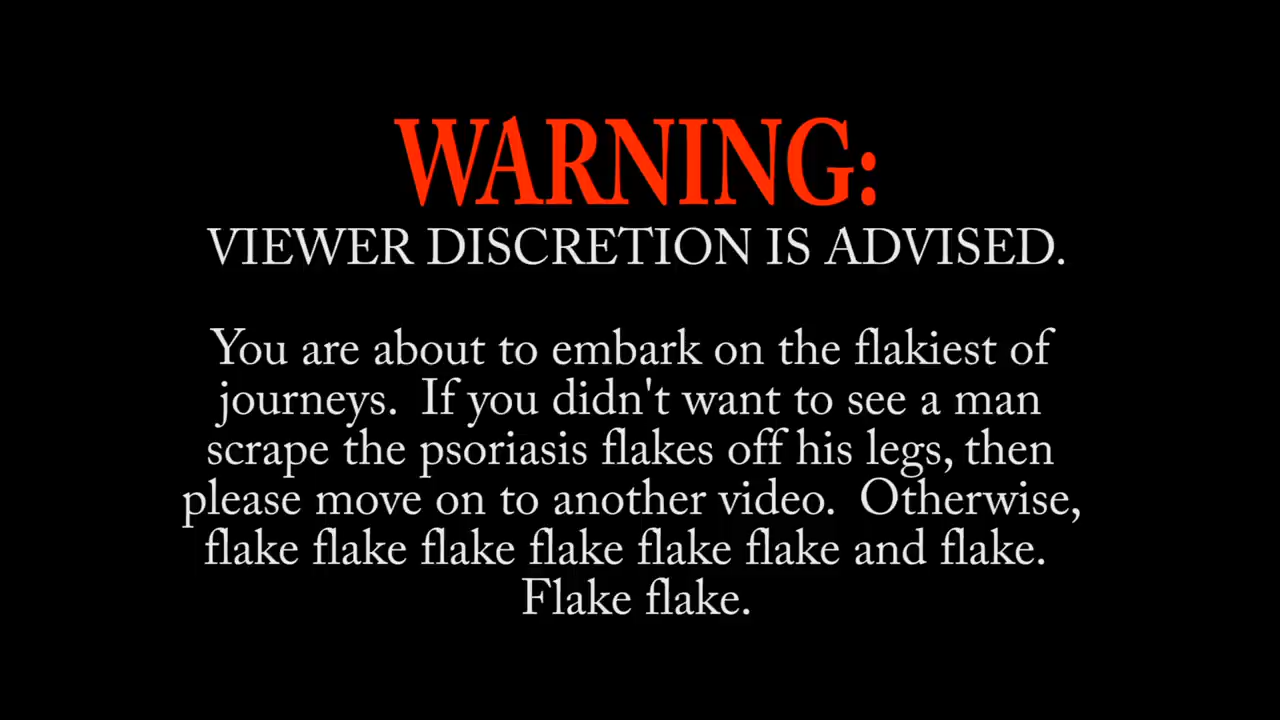 WARNING:
VIEWER DISCRETION IS ADVISED.
You are about to embark on the flakiest of
journeys.  If you didn't want to see a man
scrape the psoriasis flakes off his legs, then
please move on to another video.  Otherwise,
flake flake flake flake flake flake and flake.
Flake flake.